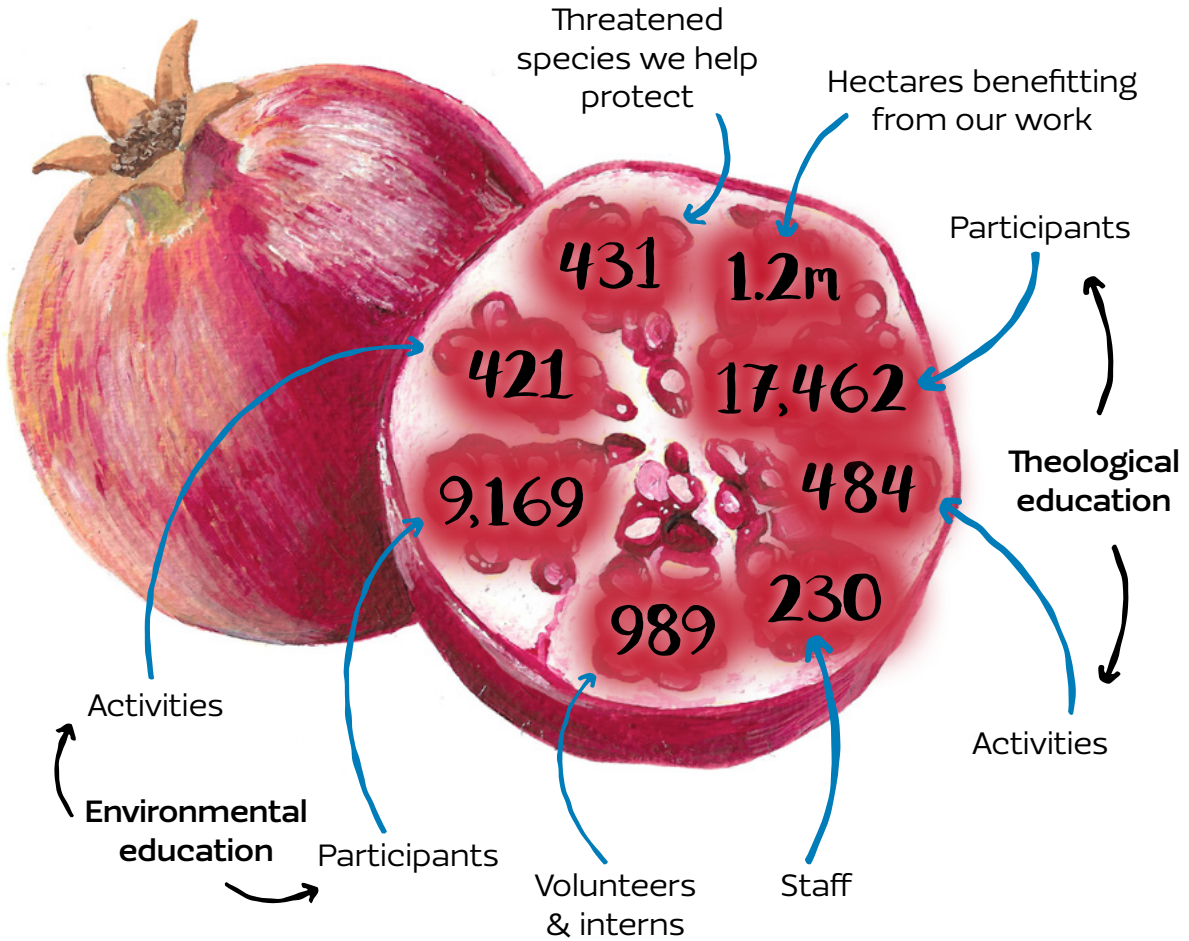 Threatened
species we help
protect
Hectares benefitting
from our work
Participants
431
1.2m
421
17,462
Theological
education
9,169
484
230
989
Activities
Activities
Environmental
education
Participants
Volunteers
& interns
Staff